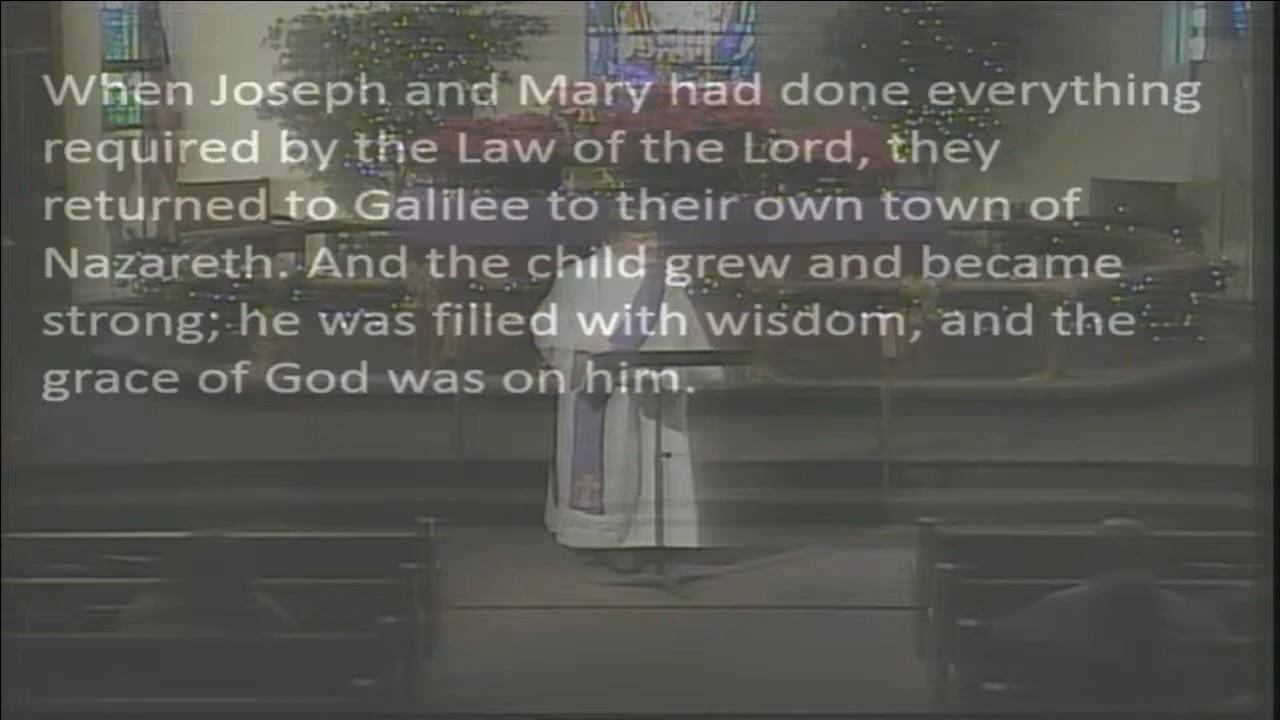 When Joseph and Mary had done everything
required by the Law of the Lord, they
returned to Galilee to their own town of
Nazareth. And the child grew and became
strong; he was filled with wisdom, and the
grace of God was on him.